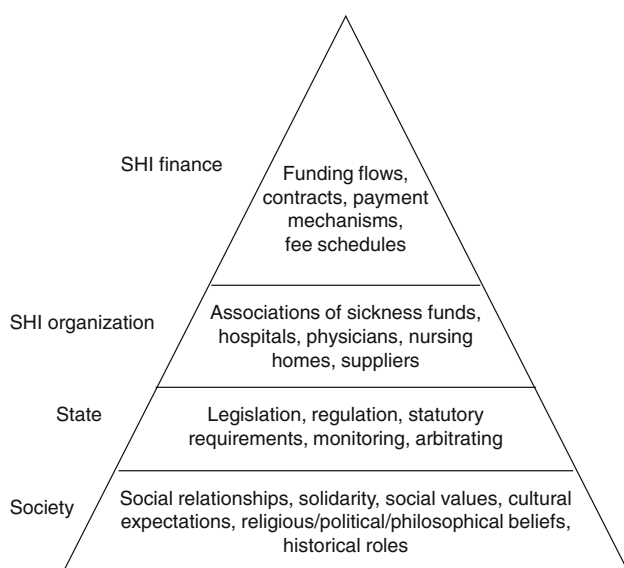 SHI finance
Funding flows,
contracts, payment
mechanisms,
fee schedules
SHI organization
Associations of sickness funds,
hospitals, physicians, nursing
homes, suppliers
State
Legislation, regulation, statutory
requirements, monitoring, arbitrating
Society
Social relationships, solidarity, social values, cultural
expectations, religious/political/philosophical beliefs,
historical roles